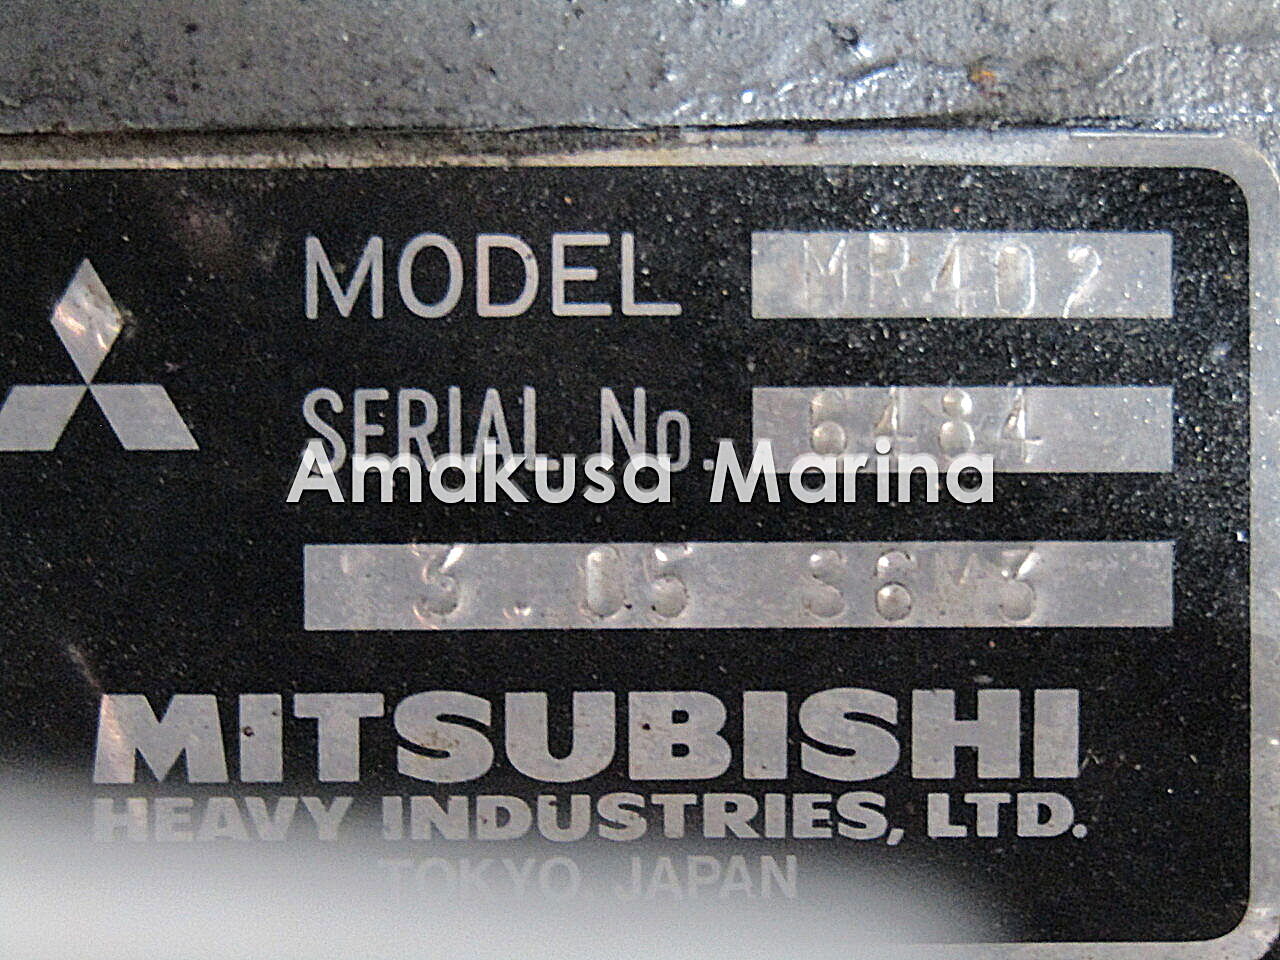 MODEL MR402
SERIAL No. 6484
Amakusa Marina
3.05 S6M3
MITSUBISHI
HEAVY INDUSTRIES, LTD.
TOKYO JAPAN